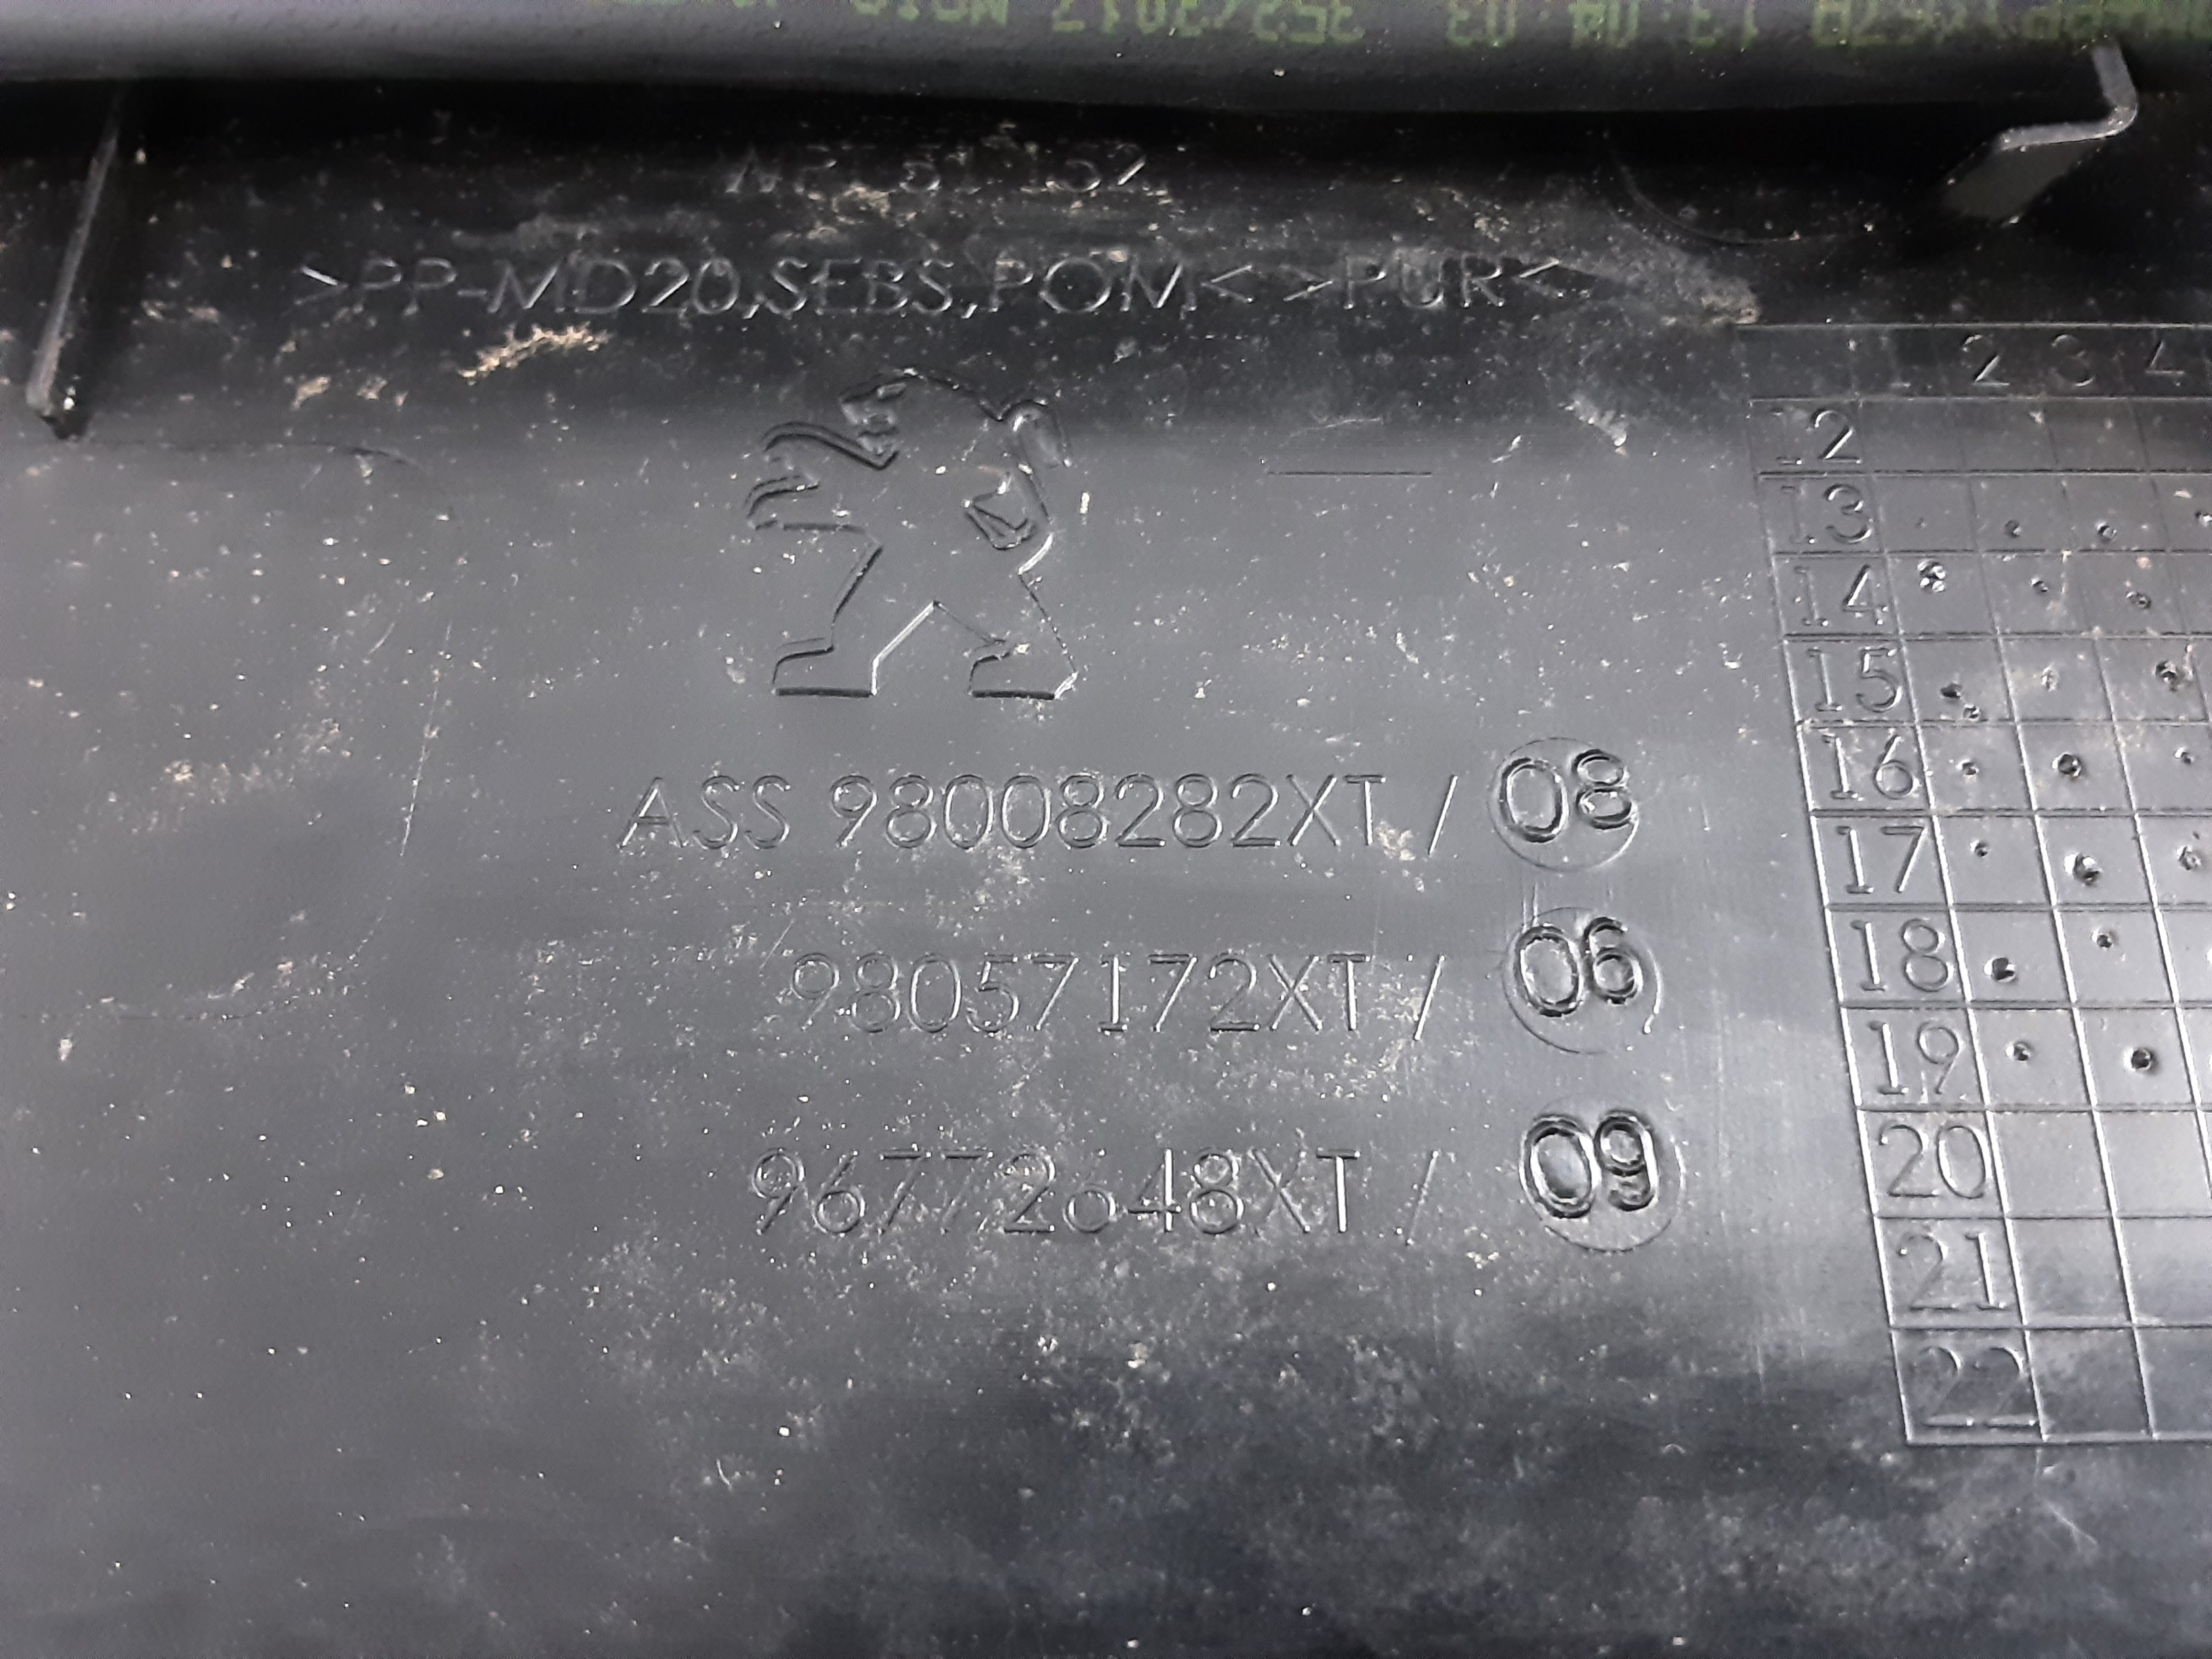 >PP-MD20,SEBS,POM< >PUR<
ASS 98008282XT / 08
98057172XT / 06
96772648XT / 09
1 2 3 4
12
13
14
15
16
17
18
19
20
21
22